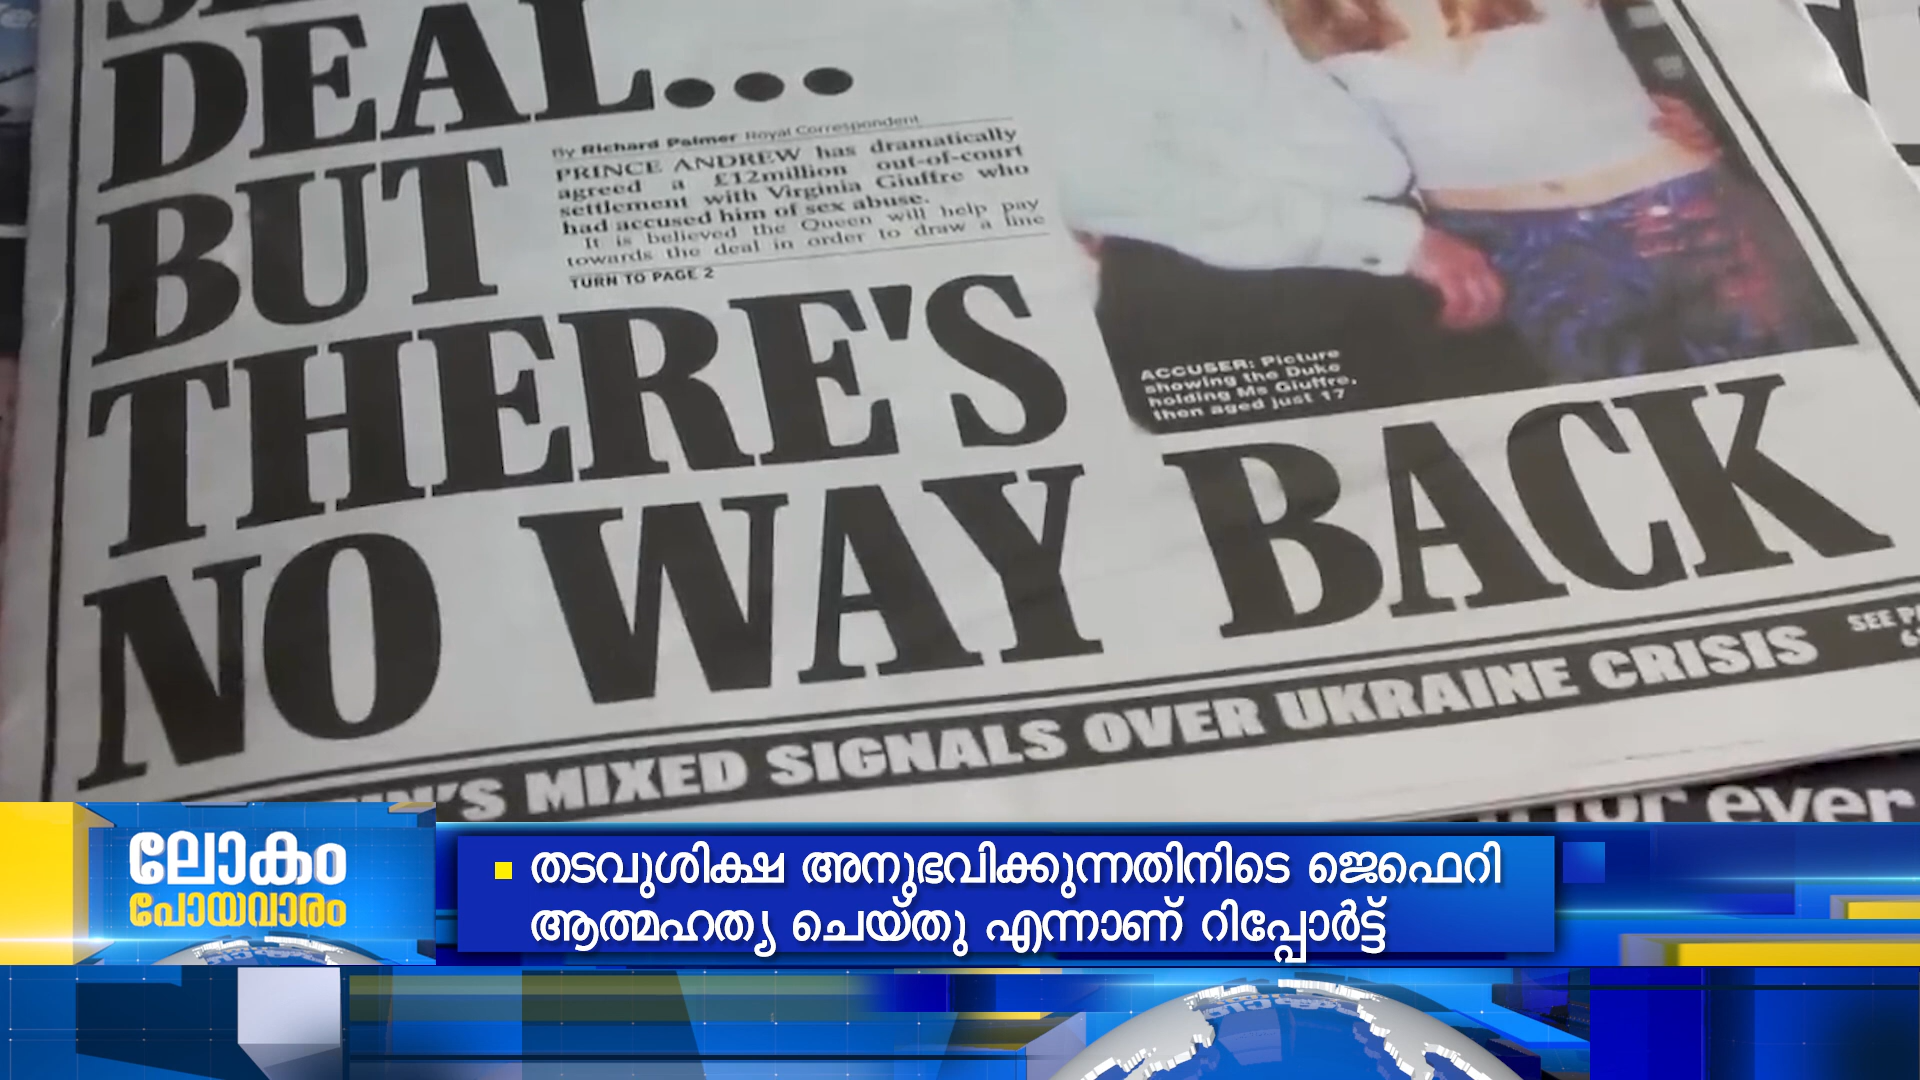 DEAL...
BUT
By Richard Palmer Royal Correspondent
PRINCE ANDREW has dramatically
agreed a £12million out-of-court
settlement with Virginia Giuffre who
had accused him of sex abuse.
It is believed the Queen will help pay
towards the deal in order to draw a line
TURN TO PAGE 2
THERE'S
ACCUSER: Picture
showing the Duke
holding Ms Giuffre,
then aged just 17
NO WAY BACK
MIXED SIGNALS OVER UKRAINE CRISIS
SEE
ever
ലോകം
പോയവാരം
തടവുശിക്ഷ അനുഭവിക്കുന്നതിനിടെ ജെഫെറി
ആത്മഹത്യ ചെയ്തു എന്നാണ് റിപ്പോർട്ട്